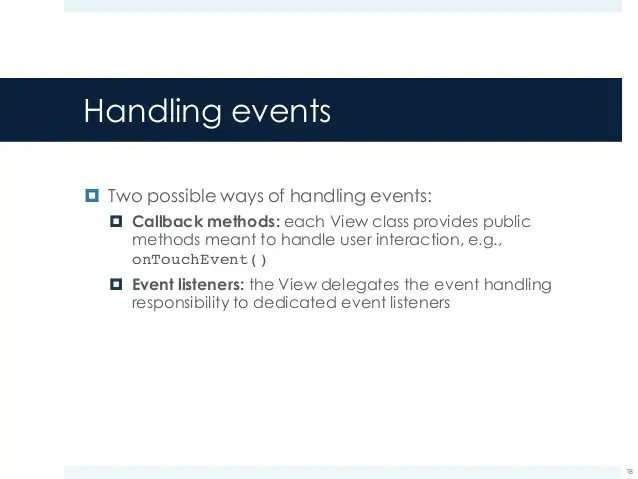 Handling events
Two possible ways of handling events:
Callback methods: each View class provides public
methods meant to handle user interaction, e.g.,
onTouchEvent()
Event listeners: the View delegates the event handling
responsibility to dedicated event listeners
18